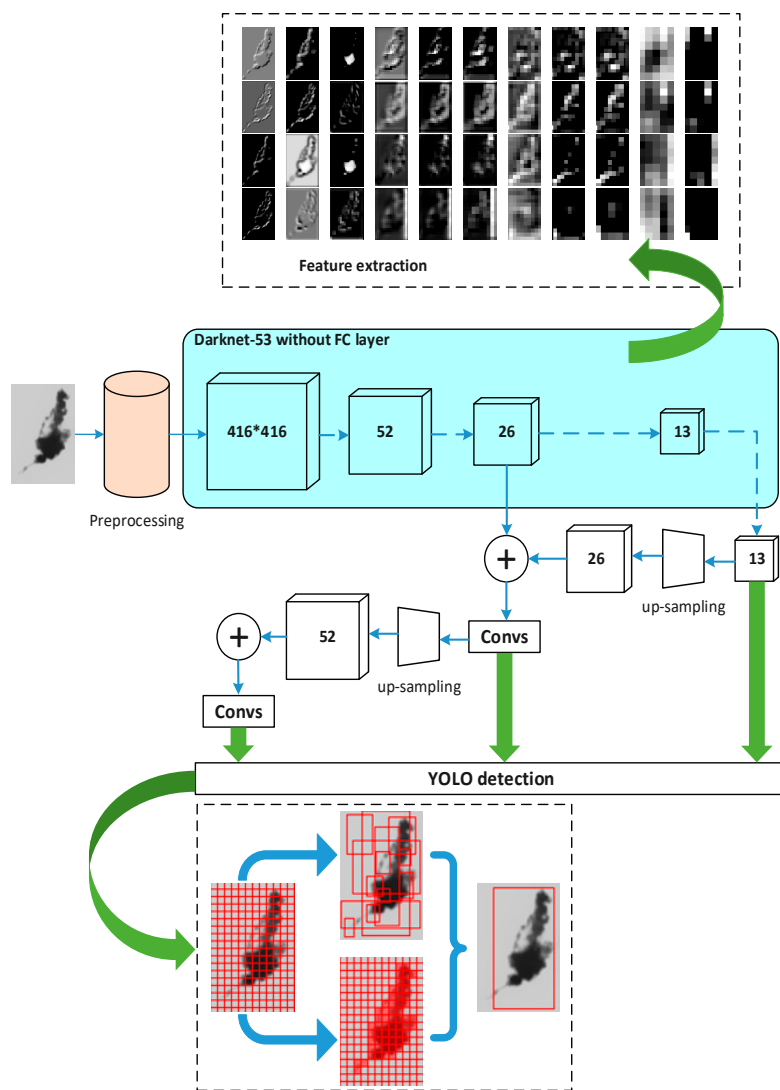 Feature extraction
Darknet-53 without FC layer
416*416
52
26
13
Preprocessing
+
26
13
up-sampling
+
52
Convs
up-sampling
Convs
YOLO detection